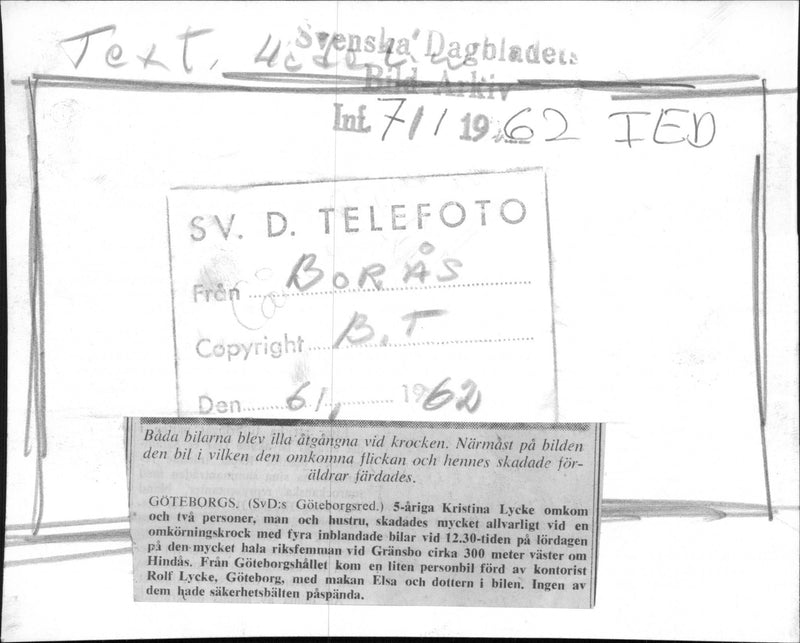 Text.
Svenska Dagbladets
Bild-Arkiv
Inf. 7/1 1962 IED
SV. D. TELEFOTO
Från BORÅS
Copyright B.T
Den 6/1 1962
Båda bilarna blev illa åtgångna vid krocken. Närmast på bilden
den bil i vilken den omkomna flickan och hennes skadade för-
äldrar färdades.
GÖTEBORGS. (SvD:s Göteborgsred.) 5-åriga Kristina Lycke omkom
och två personer, man och hustru, skadades mycket allvarligt vid en
omkörningskrock med fyra inblandade bilar vid 12.30-tiden på lördagen
på den mycket hala riksfemman vid Gränsbo cirka 300 meter väster om
Hindås. Från Göteborgshållet kom en liten personbil förd av kontorist
Rolf Lycke, Göteborg, med makan Elsa och dottern i bilen. Ingen av
dem hade säkerhetsbälten påspända.